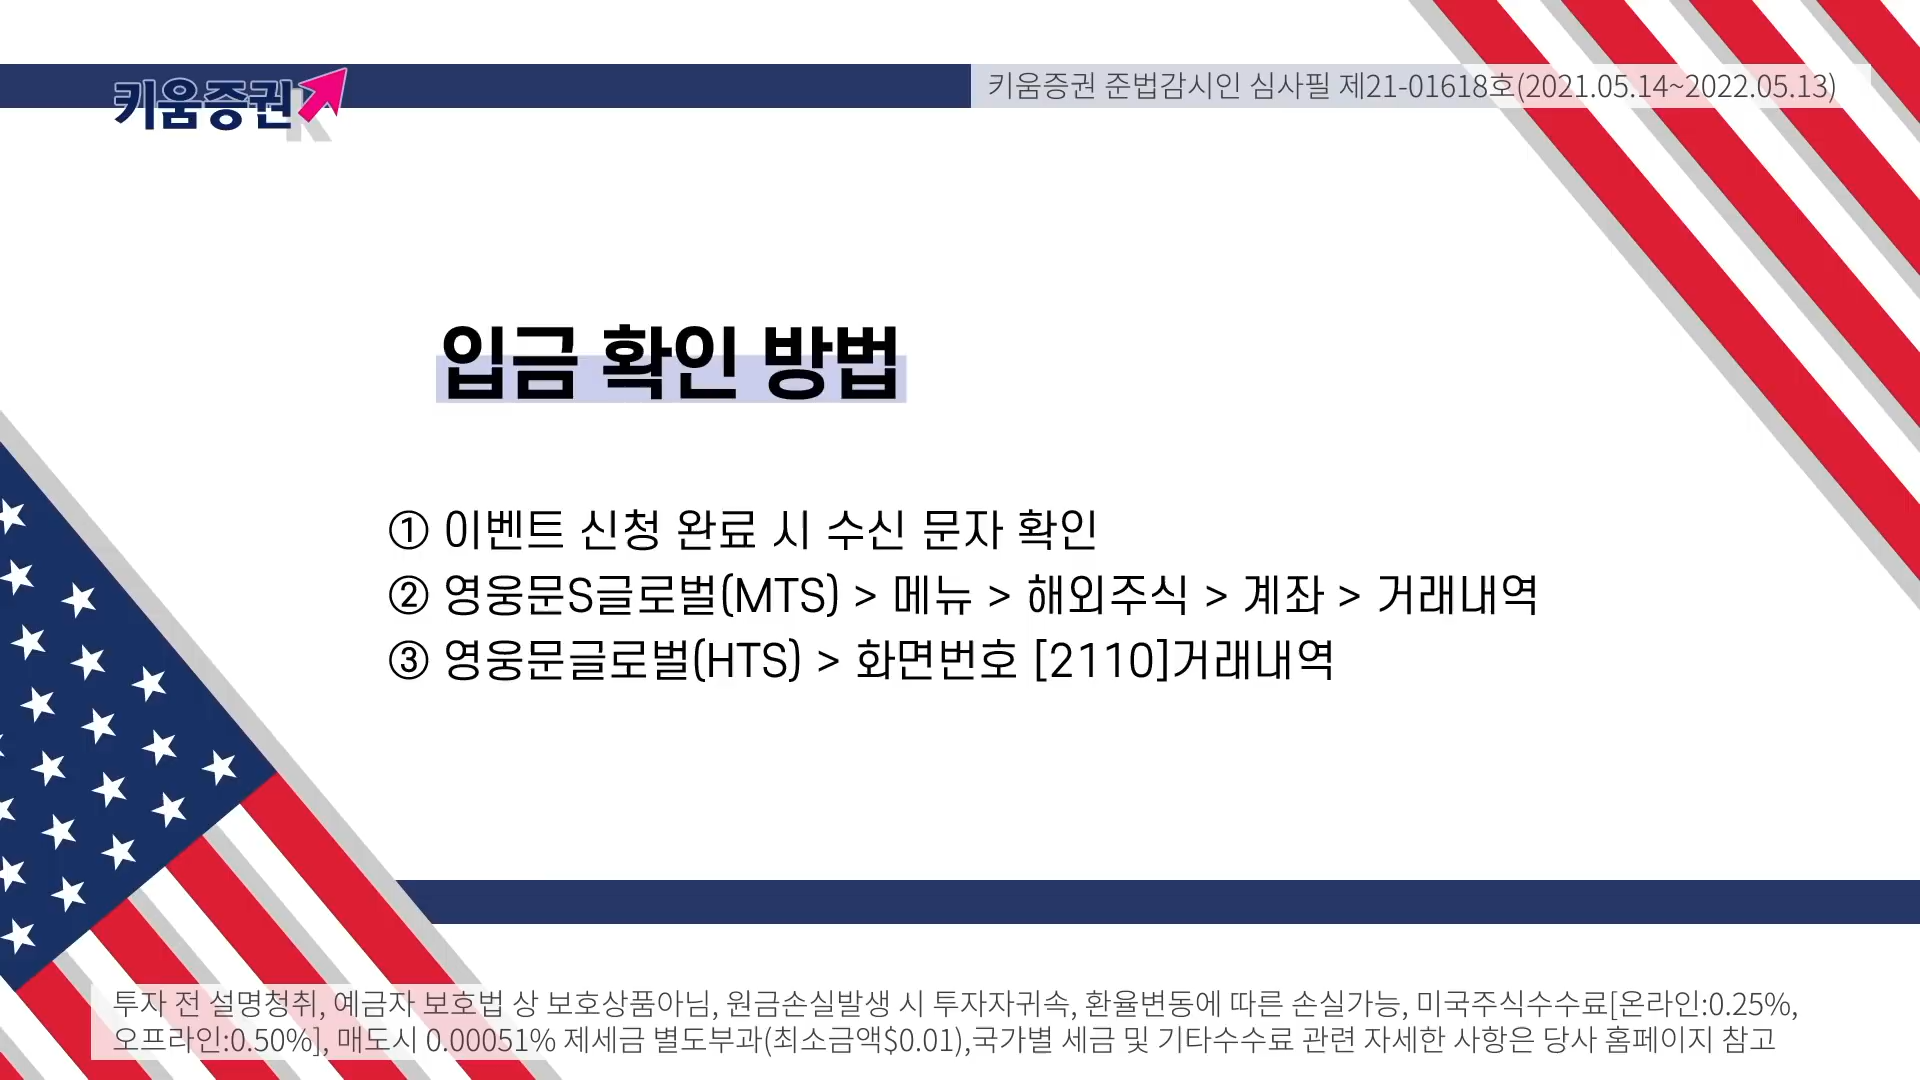 키움증권
키움증권 준법감시인 심사필 제21-01618호(2021.05.14~2022.05.13)
입금 확인 방법
① 이벤트 신청 완료 시 수신 문자 확인
② 영웅문S글로벌(MTS) > 메뉴 > 해외주식 > 계좌 > 거래내역
③ 영웅문글로벌(HTS) > 화면번호 [2110]거래내역
투자 전 설명청취, 예금자 보호법 상 보호상품아님, 원금손실발생 시 투자자귀속, 환율변동에 따른 손실가능, 미국주식수수료[온라인:0.25%,
오프라인:0.50%], 매도시 0.00051% 제세금 별도부과(최소금액$0.01),국가별 세금 및 기타수수료 관련 자세한 사항은 당사 홈페이지 참고